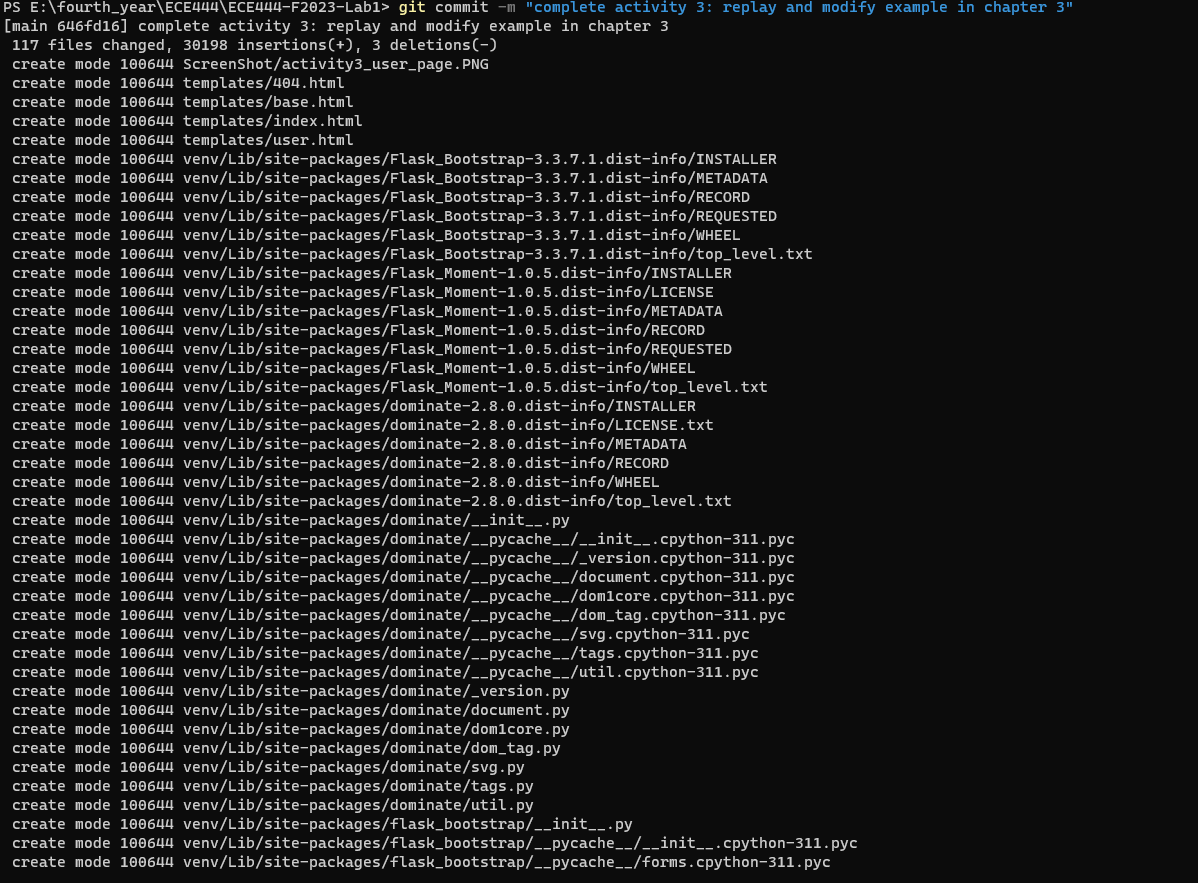 PS E:\fourth_year\ECE444\ECE444-F2023-Lab1> git commit -m "complete activity 3: replay and modify example in chapter 3"
[main 646fd16] complete activity 3: replay and modify example in chapter 3
 117 files changed, 30198 insertions(+), 3 deletions(-)
 create mode 100644 ScreenShot/activity3_user_page.PNG
 create mode 100644 templates/404.html
 create mode 100644 templates/base.html
 create mode 100644 templates/index.html
 create mode 100644 templates/user.html
 create mode 100644 venv/Lib/site-packages/Flask_Bootstrap-3.3.7.1.dist-info/INSTALLER
 create mode 100644 venv/Lib/site-packages/Flask_Bootstrap-3.3.7.1.dist-info/METADATA
 create mode 100644 venv/Lib/site-packages/Flask_Bootstrap-3.3.7.1.dist-info/RECORD
 create mode 100644 venv/Lib/site-packages/Flask_Bootstrap-3.3.7.1.dist-info/REQUESTED
 create mode 100644 venv/Lib/site-packages/Flask_Bootstrap-3.3.7.1.dist-info/WHEEL
 create mode 100644 venv/Lib/site-packages/Flask_Bootstrap-3.3.7.1.dist-info/top_level.txt
 create mode 100644 venv/Lib/site-packages/Flask_Moment-1.0.5.dist-info/INSTALLER
 create mode 100644 venv/Lib/site-packages/Flask_Moment-1.0.5.dist-info/LICENSE
 create mode 100644 venv/Lib/site-packages/Flask_Moment-1.0.5.dist-info/METADATA
 create mode 100644 venv/Lib/site-packages/Flask_Moment-1.0.5.dist-info/RECORD
 create mode 100644 venv/Lib/site-packages/Flask_Moment-1.0.5.dist-info/REQUESTED
 create mode 100644 venv/Lib/site-packages/Flask_Moment-1.0.5.dist-info/WHEEL
 create mode 100644 venv/Lib/site-packages/Flask_Moment-1.0.5.dist-info/top_level.txt
 create mode 100644 venv/Lib/site-packages/dominate-2.8.0.dist-info/INSTALLER
 create mode 100644 venv/Lib/site-packages/dominate-2.8.0.dist-info/LICENSE.txt
 create mode 100644 venv/Lib/site-packages/dominate-2.8.0.dist-info/METADATA
 create mode 100644 venv/Lib/site-packages/dominate-2.8.0.dist-info/RECORD
 create mode 100644 venv/Lib/site-packages/dominate-2.8.0.dist-info/WHEEL
 create mode 100644 venv/Lib/site-packages/dominate-2.8.0.dist-info/top_level.txt
 create mode 100644 venv/Lib/site-packages/dominate/__init__.py
 create mode 100644 venv/Lib/site-packages/dominate/__pycache__/__init__.cpython-311.pyc
 create mode 100644 venv/Lib/site-packages/dominate/__pycache__/_version.cpython-311.pyc
 create mode 100644 venv/Lib/site-packages/dominate/__pycache__/document.cpython-311.pyc
 create mode 100644 venv/Lib/site-packages/dominate/__pycache__/dom1core.cpython-311.pyc
 create mode 100644 venv/Lib/site-packages/dominate/__pycache__/dom_tag.cpython-311.pyc
 create mode 100644 venv/Lib/site-packages/dominate/__pycache__/svg.cpython-311.pyc
 create mode 100644 venv/Lib/site-packages/dominate/__pycache__/tags.cpython-311.pyc
 create mode 100644 venv/Lib/site-packages/dominate/__pycache__/util.cpython-311.pyc
 create mode 100644 venv/Lib/site-packages/dominate/_version.py
 create mode 100644 venv/Lib/site-packages/dominate/document.py
 create mode 100644 venv/Lib/site-packages/dominate/dom1core.py
 create mode 100644 venv/Lib/site-packages/dominate/dom_tag.py
 create mode 100644 venv/Lib/site-packages/dominate/svg.py
 create mode 100644 venv/Lib/site-packages/dominate/tags.py
 create mode 100644 venv/Lib/site-packages/dominate/util.py
 create mode 100644 venv/Lib/site-packages/flask_bootstrap/__init__.py
 create mode 100644 venv/Lib/site-packages/flask_bootstrap/__pycache__/__init__.cpython-311.pyc
 create mode 100644 venv/Lib/site-packages/flask_bootstrap/__pycache__/forms.cpython-311.pyc